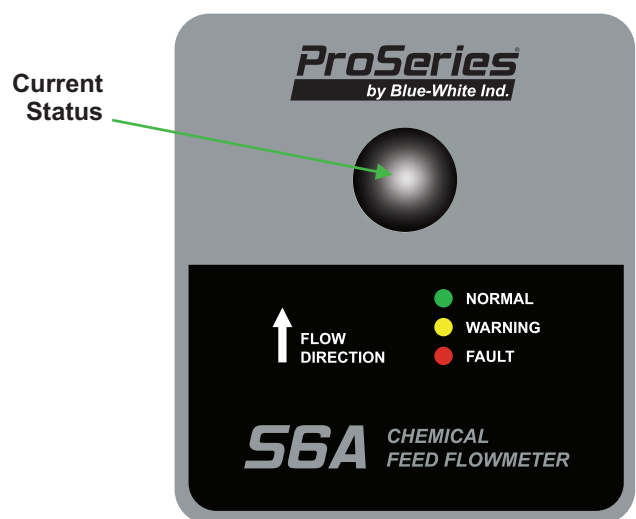 Current
Status
ProSeries®
by Blue-White Ind.
NORMAL
WARNING
FAULT
FLOW
DIRECTION
S6A
CHEMICAL
FEED FLOWMETER